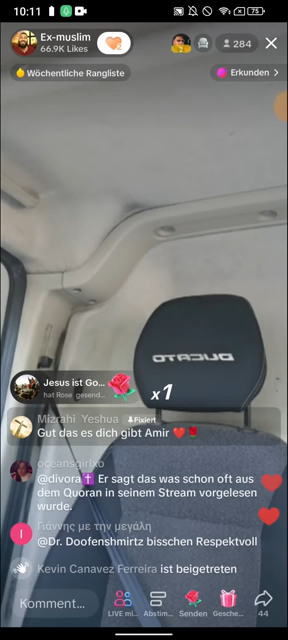 10:11
75
Ex-muslim
66.9K Likes
284
Wöchentliche Rangliste
Erkunden
DUCATO
Jesus ist Go...
hat Rose gesend...
x1
Mizrahi Yeshua Fixiert
Gut das es dich gibt Amir ❤️🌹
oceansgirlxo
@divora✝️ Er sagt das was schon oft aus
dem Quoran in seinem Stream vorgelesen
wurde.
Γιάννης με την μεγάλη
@Dr. Doofenshmirtz bisschen Respektvoll
Kevin Canavez Ferreira ist beigetreten
Komment...
LIVE mi...
Abstim...
Senden
Gesche...
44